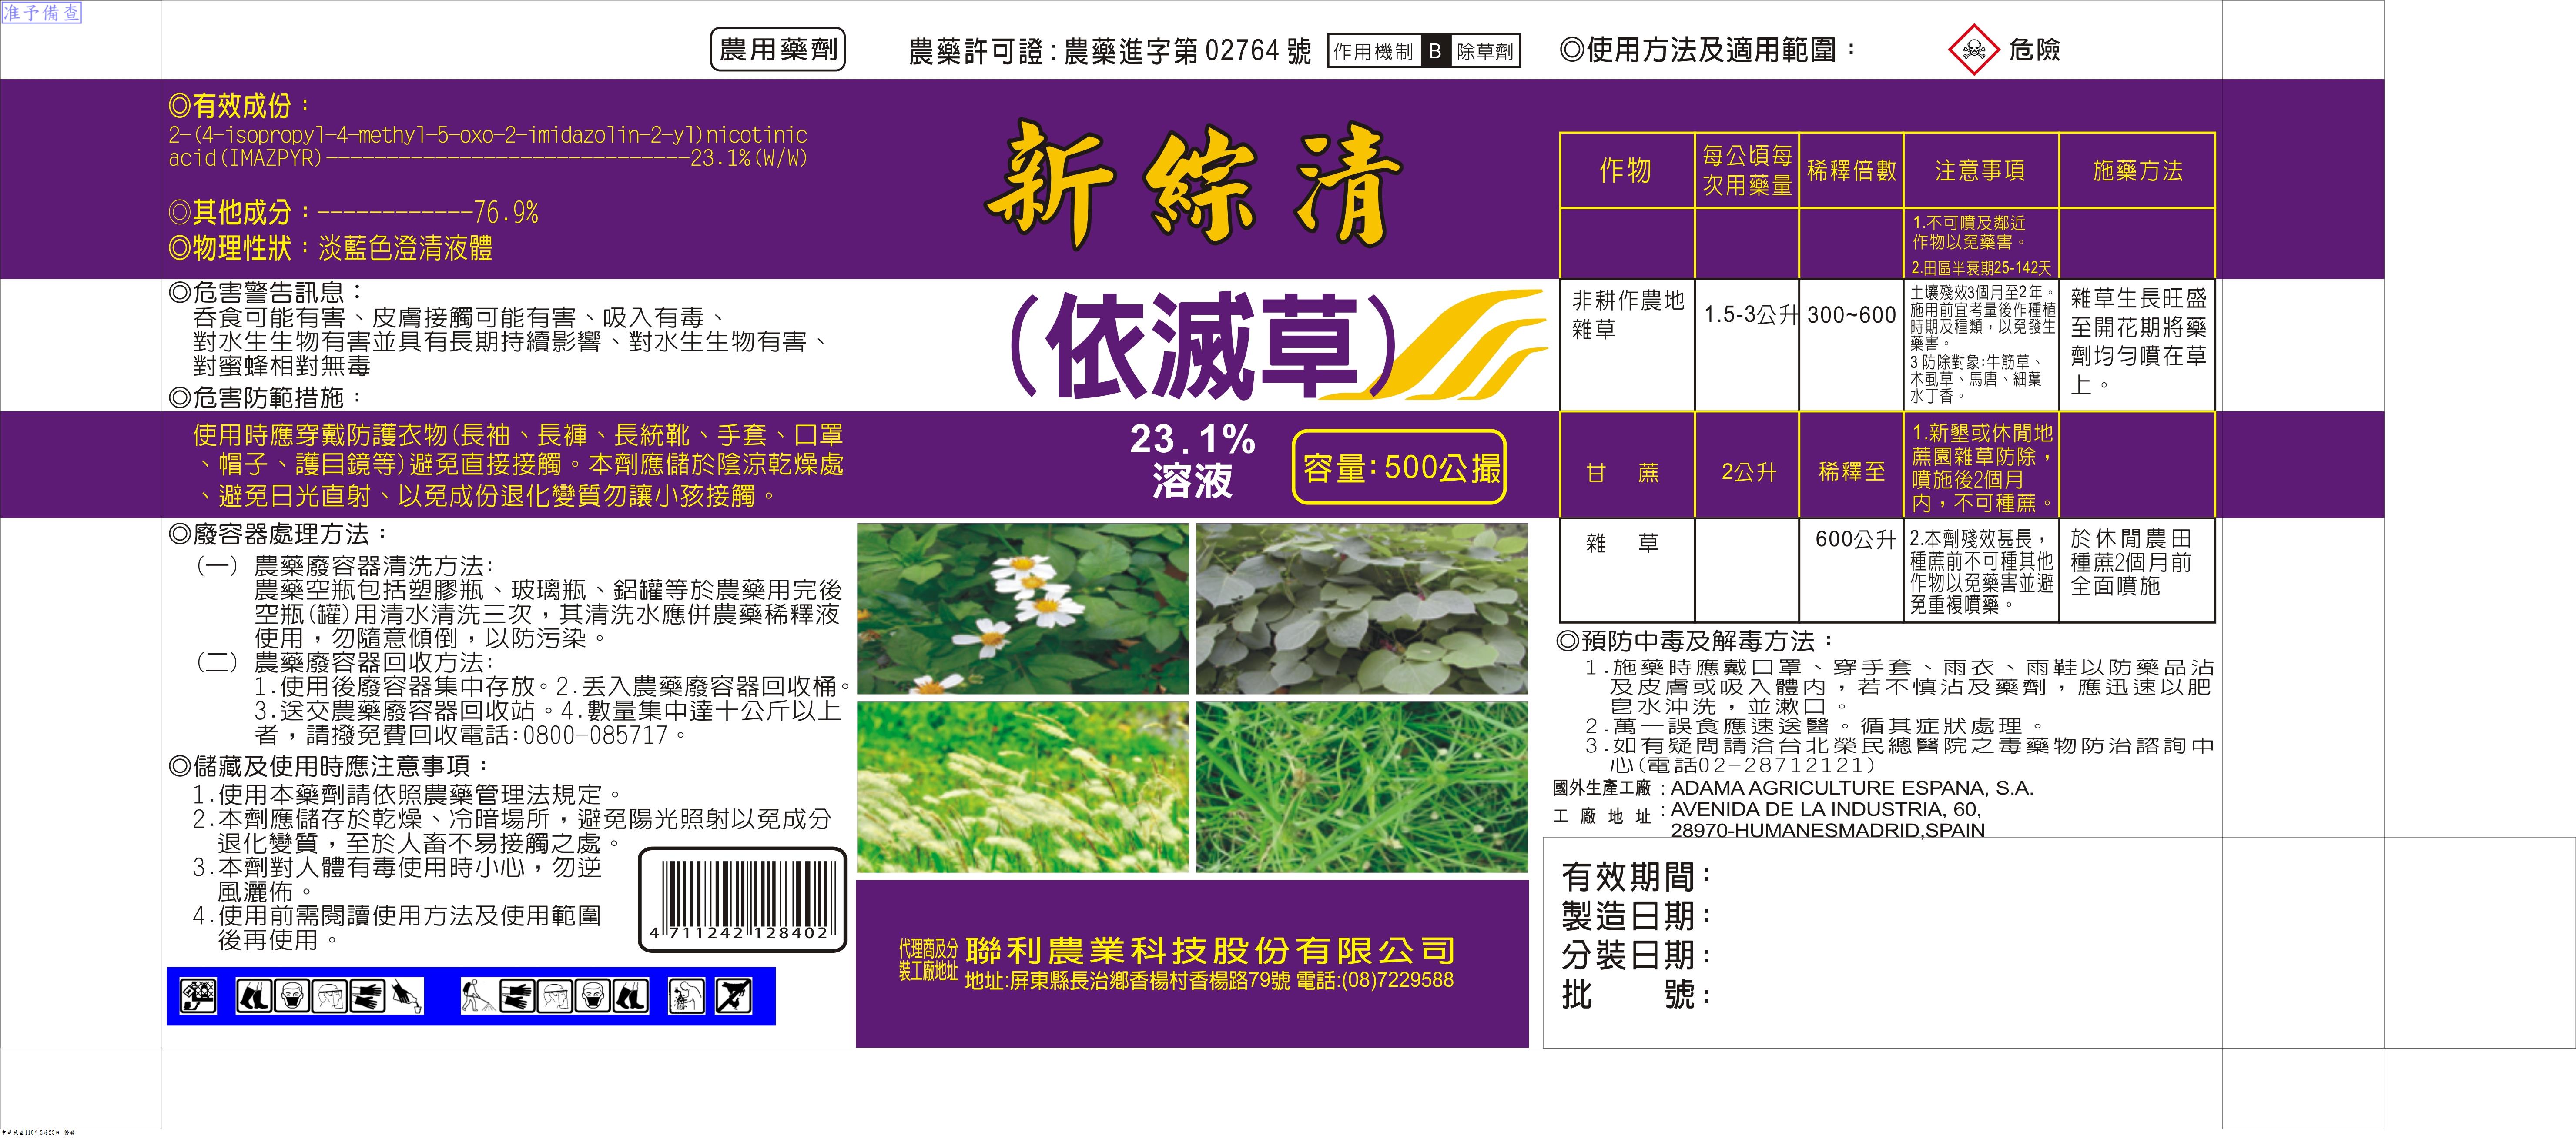 准予備查
農用藥劑
農藥許可證：農藥進字第 02764 號
作用機制 B 除草劑
◎有效成份：
2-(4-isopropyl-4-methyl-5-oxo-2-imidazolin-2-yl)nicotinic
acid(IMAZPYR)------------------------------23.1%(W/W)
◎其他成分：------------76.9%
◎物理性狀：淡藍色澄清液體
◎危害警告訊息：
吞食可能有害、皮膚接觸可能有害、吸入有毒、
對水生生物有害並具有長期持續影響、對水生生物有害、
對蜜蜂相對無毒
◎危害防範措施：
使用時應穿戴防護衣物(長袖、長褲、長統靴、手套、口罩
、帽子、護目鏡等)避免直接接觸。本劑應儲於陰涼乾燥處
、避免日光直射、以免成份退化變質勿讓小孩接觸。
◎廢容器處理方法：
(一) 農藥廢容器清洗方法:
農藥空瓶包括塑膠瓶、玻璃瓶、鋁罐等於農藥用完後
空瓶(罐)用清水清洗三次，其清洗水應併農藥稀釋液
使用，勿隨意傾倒，以防污染。
(二) 農藥廢容器回收方法:
1.使用後廢容器集中存放。2.丟入農藥廢容器回收桶。
3.送交農藥廢容器回收站。4.數量集中達十公斤以上
者，請撥免費回收電話:0800-085717。
◎儲藏及使用時應注意事項：
1.使用本藥劑請依照農藥管理法規定。
2.本劑應儲存於乾燥、冷暗場所，避免陽光照射以免成分
退化變質，至於人畜不易接觸之處。
3.本劑對人體有毒使用時小心，勿逆
風灑佈。
4.使用前需閱讀使用方法及使用範圍
後再使用。
4 711242 128402
新綜清
(依滅草)
23.1%
溶液
容量：500公撮
代理商及分
裝工廠地址
聯利農業科技股份有限公司
地址:屏東縣長治鄉香楊村香楊路79號 電話:(08)7229588
◎使用方法及適用範圍：
危險
作物
每公頃每
次用藥量
稀釋倍數
注意事項
施藥方法
非耕作農地
雜草
1.5-3公升
300~600
1.不可噴及鄰近
作物以免藥害。
2.田區半衰期25-142天
土壤殘效3個月至2年。
施用前宜考量後作種植
時期及種類，以免發生
藥害。
3 防除對象:牛筋草、
木虱草、馬唐、細葉
水丁香。
雜草生長旺盛
至開花期將藥
劑均勻噴在草
上。
甘 蔗
雜 草
2公升
稀釋至
600公升
1.新墾或休閒地
蔗園雜草防除，
噴施後2個月
內，不可種蔗。
2.本劑殘效甚長，
種蔗前不可種其他
作物以免藥害並避
免重複噴藥。
於休閒農田
種蔗2個月前
全面噴施
◎預防中毒及解毒方法：
1.施藥時應戴口罩、穿手套、雨衣、雨鞋以防藥品沾
及皮膚或吸入體內，若不慎沾及藥劑，應迅速以肥
皂水沖洗，並漱口。
2.萬一誤食應速送醫。循其症狀處理。
3.如有疑問請洽台北榮民總醫院之毒藥物防治諮詢中
心(電話02-28712121)
國外生產工廠：ADAMA AGRICULTURE ESPANA, S.A.
工廠地址：AVENIDA DE LA INDUSTRIA, 60,
28970-HUMANESMADRID,SPAIN
有效期間：
製造日期：
分裝日期：
批 號：